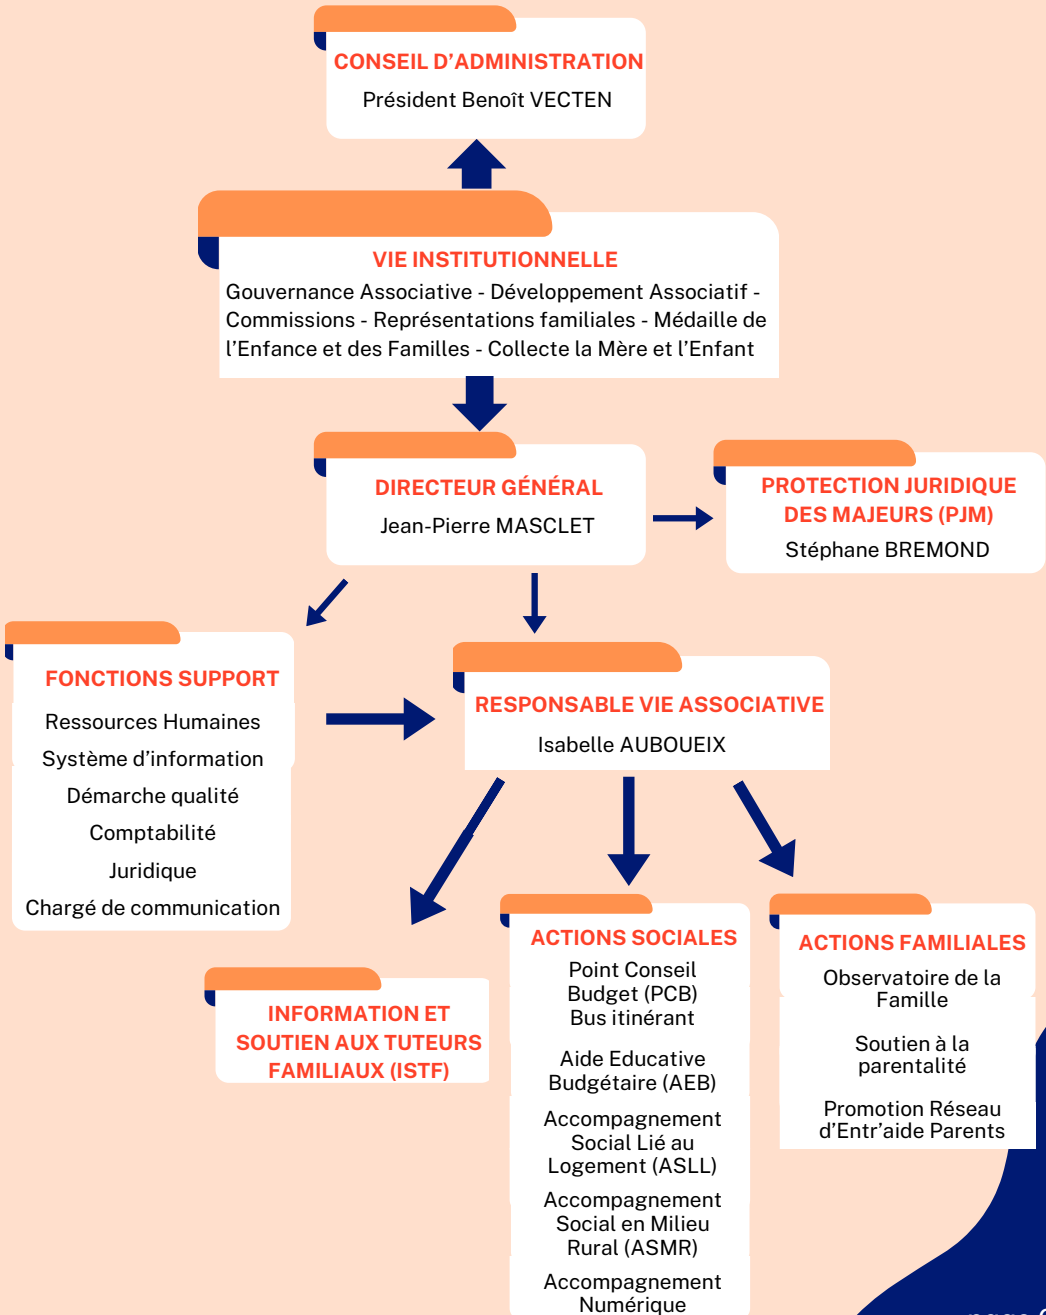 CONSEIL D'ADMINISTRATION
Président Benoît VECTEN
VIE INSTITUTIONNELLE
Gouvernance Associative - Développement Associatif -
Commissions - Représentations familiales - Médaille de
l'Enfance et des Familles - Collecte la Mère et l'Enfant
DIRECTEUR GÉNÉRAL
Jean-Pierre MASCLET
PROTECTION JURIDIQUE
DES MAJEURS (PJM)
Stéphane BREMOND
FONCTIONS SUPPORT
Ressources Humaines
Système d'information
Démarche qualité
Comptabilité
Juridique
Chargé de communication
RESPONSABLE VIE ASSOCIATIVE
Isabelle AUBOUEIX
INFORMATION ET
SOUTIEN AUX TUTEURS
FAMILIAUX (ISTF)
ACTIONS SOCIALES
Point Conseil
Budget (PCB)
Bus itinérant
Aide Educative
Budgétaire (AEB)
Accompagnement
Social Lié au
Logement (ASLL)
Accompagnement
Social en Milieu
Rural (ASMR)
Accompagnement
Numérique
ACTIONS FAMILIALES
Observatoire de la
Famille
Soutien à la
parentalité
Promotion Réseau
d'Entr'aide Parents